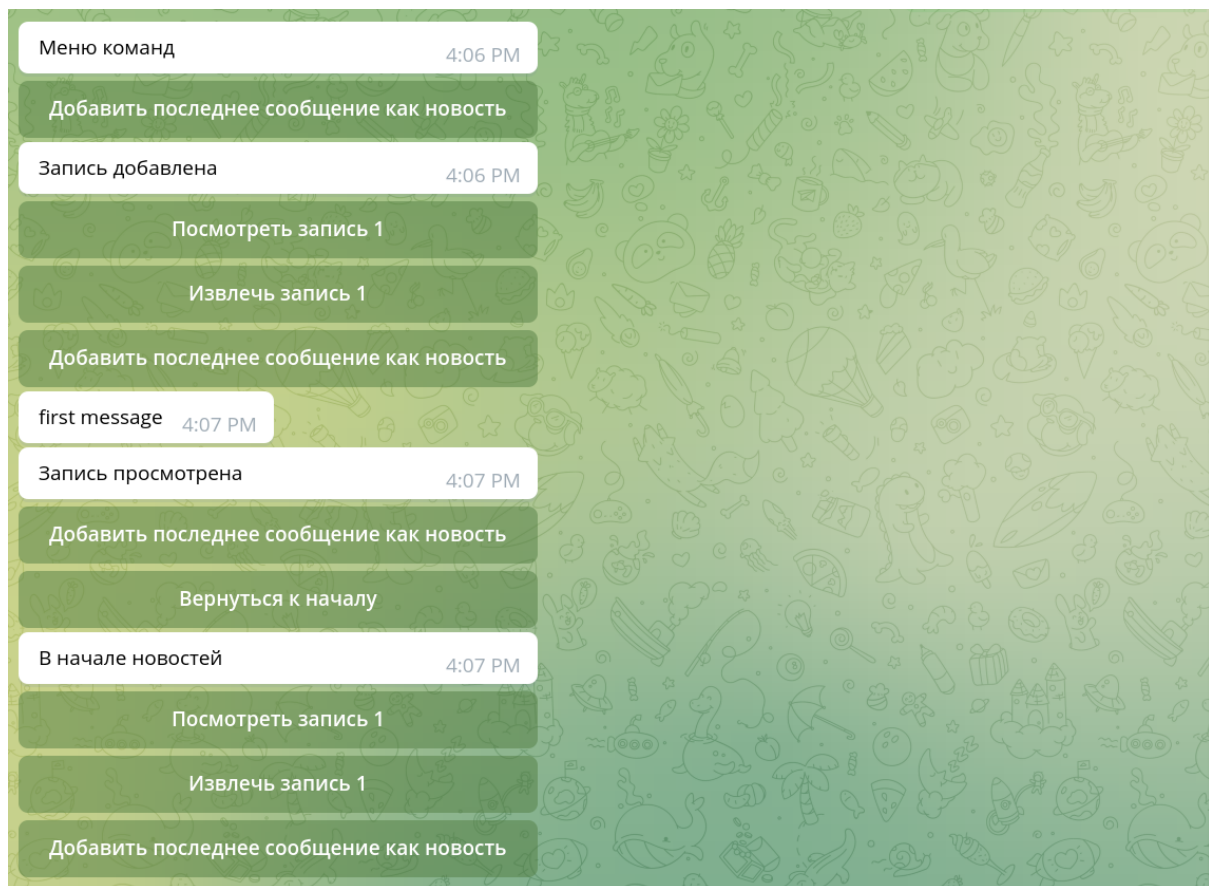 Меню команд
4:06 PM
Добавить последнее сообщение как новость
Запись добавлена
4:06 PM
Посмотреть запись 1
Извлечь запись 1
Добавить последнее сообщение как новость
first message 4:07 PM
Запись просмотрена
4:07 PM
Добавить последнее сообщение как новость
Вернуться к началу
В начале новостей
4:07 PM
Посмотреть запись 1
Извлечь запись 1
Добавить последнее сообщение как новость